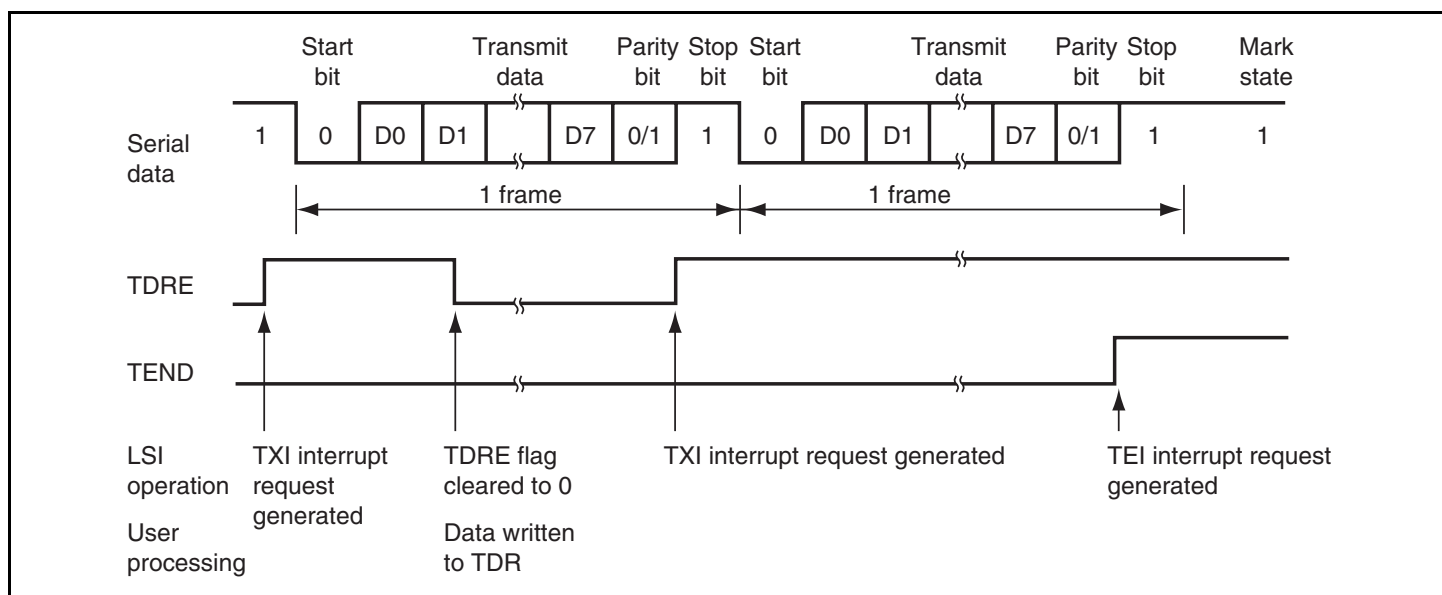 Start bit
Transmit data
Parity bit
Stop bit
Start bit
Transmit data
Parity bit
Stop bit
Mark state
Serial data
1 0 D0 D1 D7 0/1 1 0 D0 D1 D7 0/1 1 1
1 frame 1 frame
TDRE
TEND
LSI operation
TXI interrupt request generated
TDRE flag cleared to 0
TXI interrupt request generated
TEI interrupt request generated
User processing
Data written to TDR